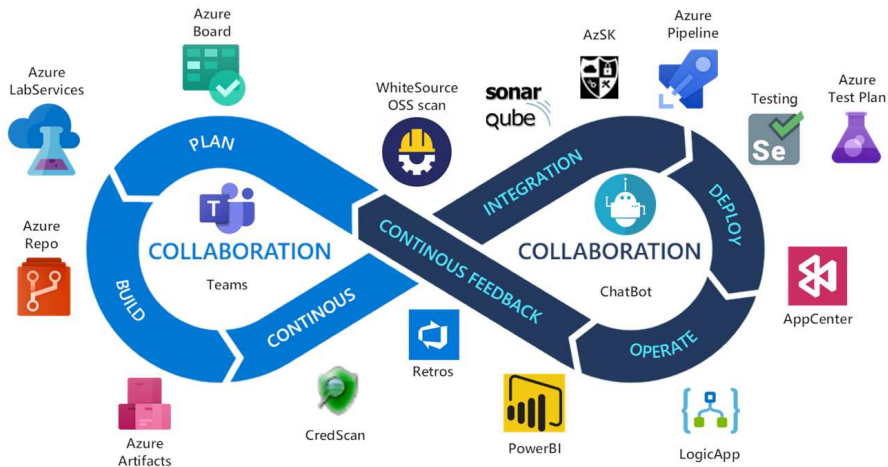 Azure
Board
Azure
LabServices
WhiteSource
OSS scan
sonar
qube
AzSK
Azure
Pipeline
Testing
Se
Azure
Test Plan
PLAN
INTEGRATION
DEPLOY
T
Azure
Repo
COLLABORATION
Teams
CONTINOUS FEEDBACK
COLLABORATION
ChatBot
BUILD
CONTINOUS
OPERATE
AppCenter
Retros
Azure
Artifacts
CredScan
PowerBI
LogicApp